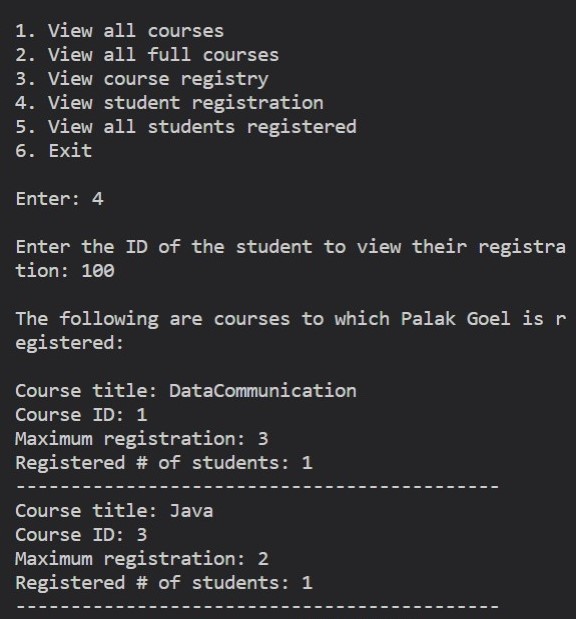 1. View all courses
2. View all full courses
3. View course registry
4. View student registration
5. View all students registered
6. Exit
Enter: 4
Enter the ID of the student to view their registra
tion: 100
The following are courses to which Palak Goel is r
egistered:
Course title: DataCommunication
Course ID: 1
Maximum registration: 3
Registered # of students: 1
--------------------------------------------
Course title: Java
Course ID: 3
Maximum registration: 2
Registered # of students: 1
--------------------------------------------